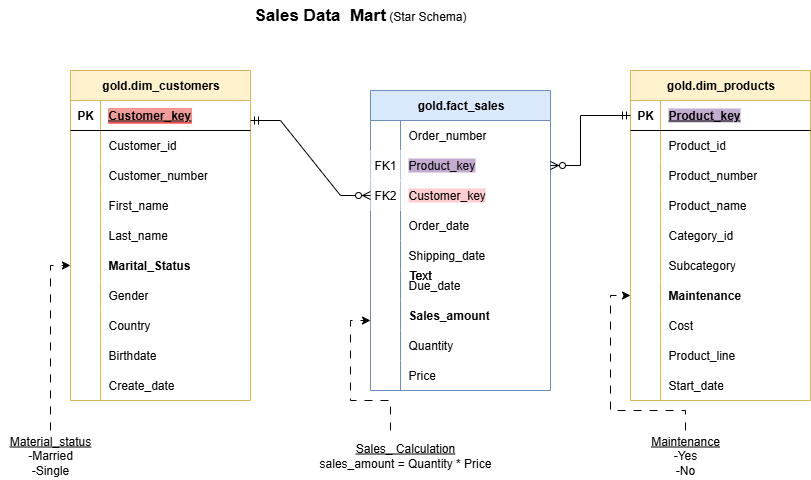 Sales Data Mart (Star Schema)
gold.dim_customers
PK Customer_key
Customer_id
Customer_number
First_name
Last_name
Marital_Status
Gender
Country
Birthdate
Create_date
gold.fact_sales
Order_number
FK1 Product_key
FK2 Customer_key
Order_date
Shipping_date
Text
Due_date
Sales_amount
Quantity
Price
gold.dim_products
PK Product_key
Product_id
Product_number
Product_name
Category_id
Subcategory
Maintenance
Cost
Product_line
Start_date
Material_status
-Married
-Single
Sales_ Calculation
sales_amount = Quantity * Price
Maintenance
-Yes
-No